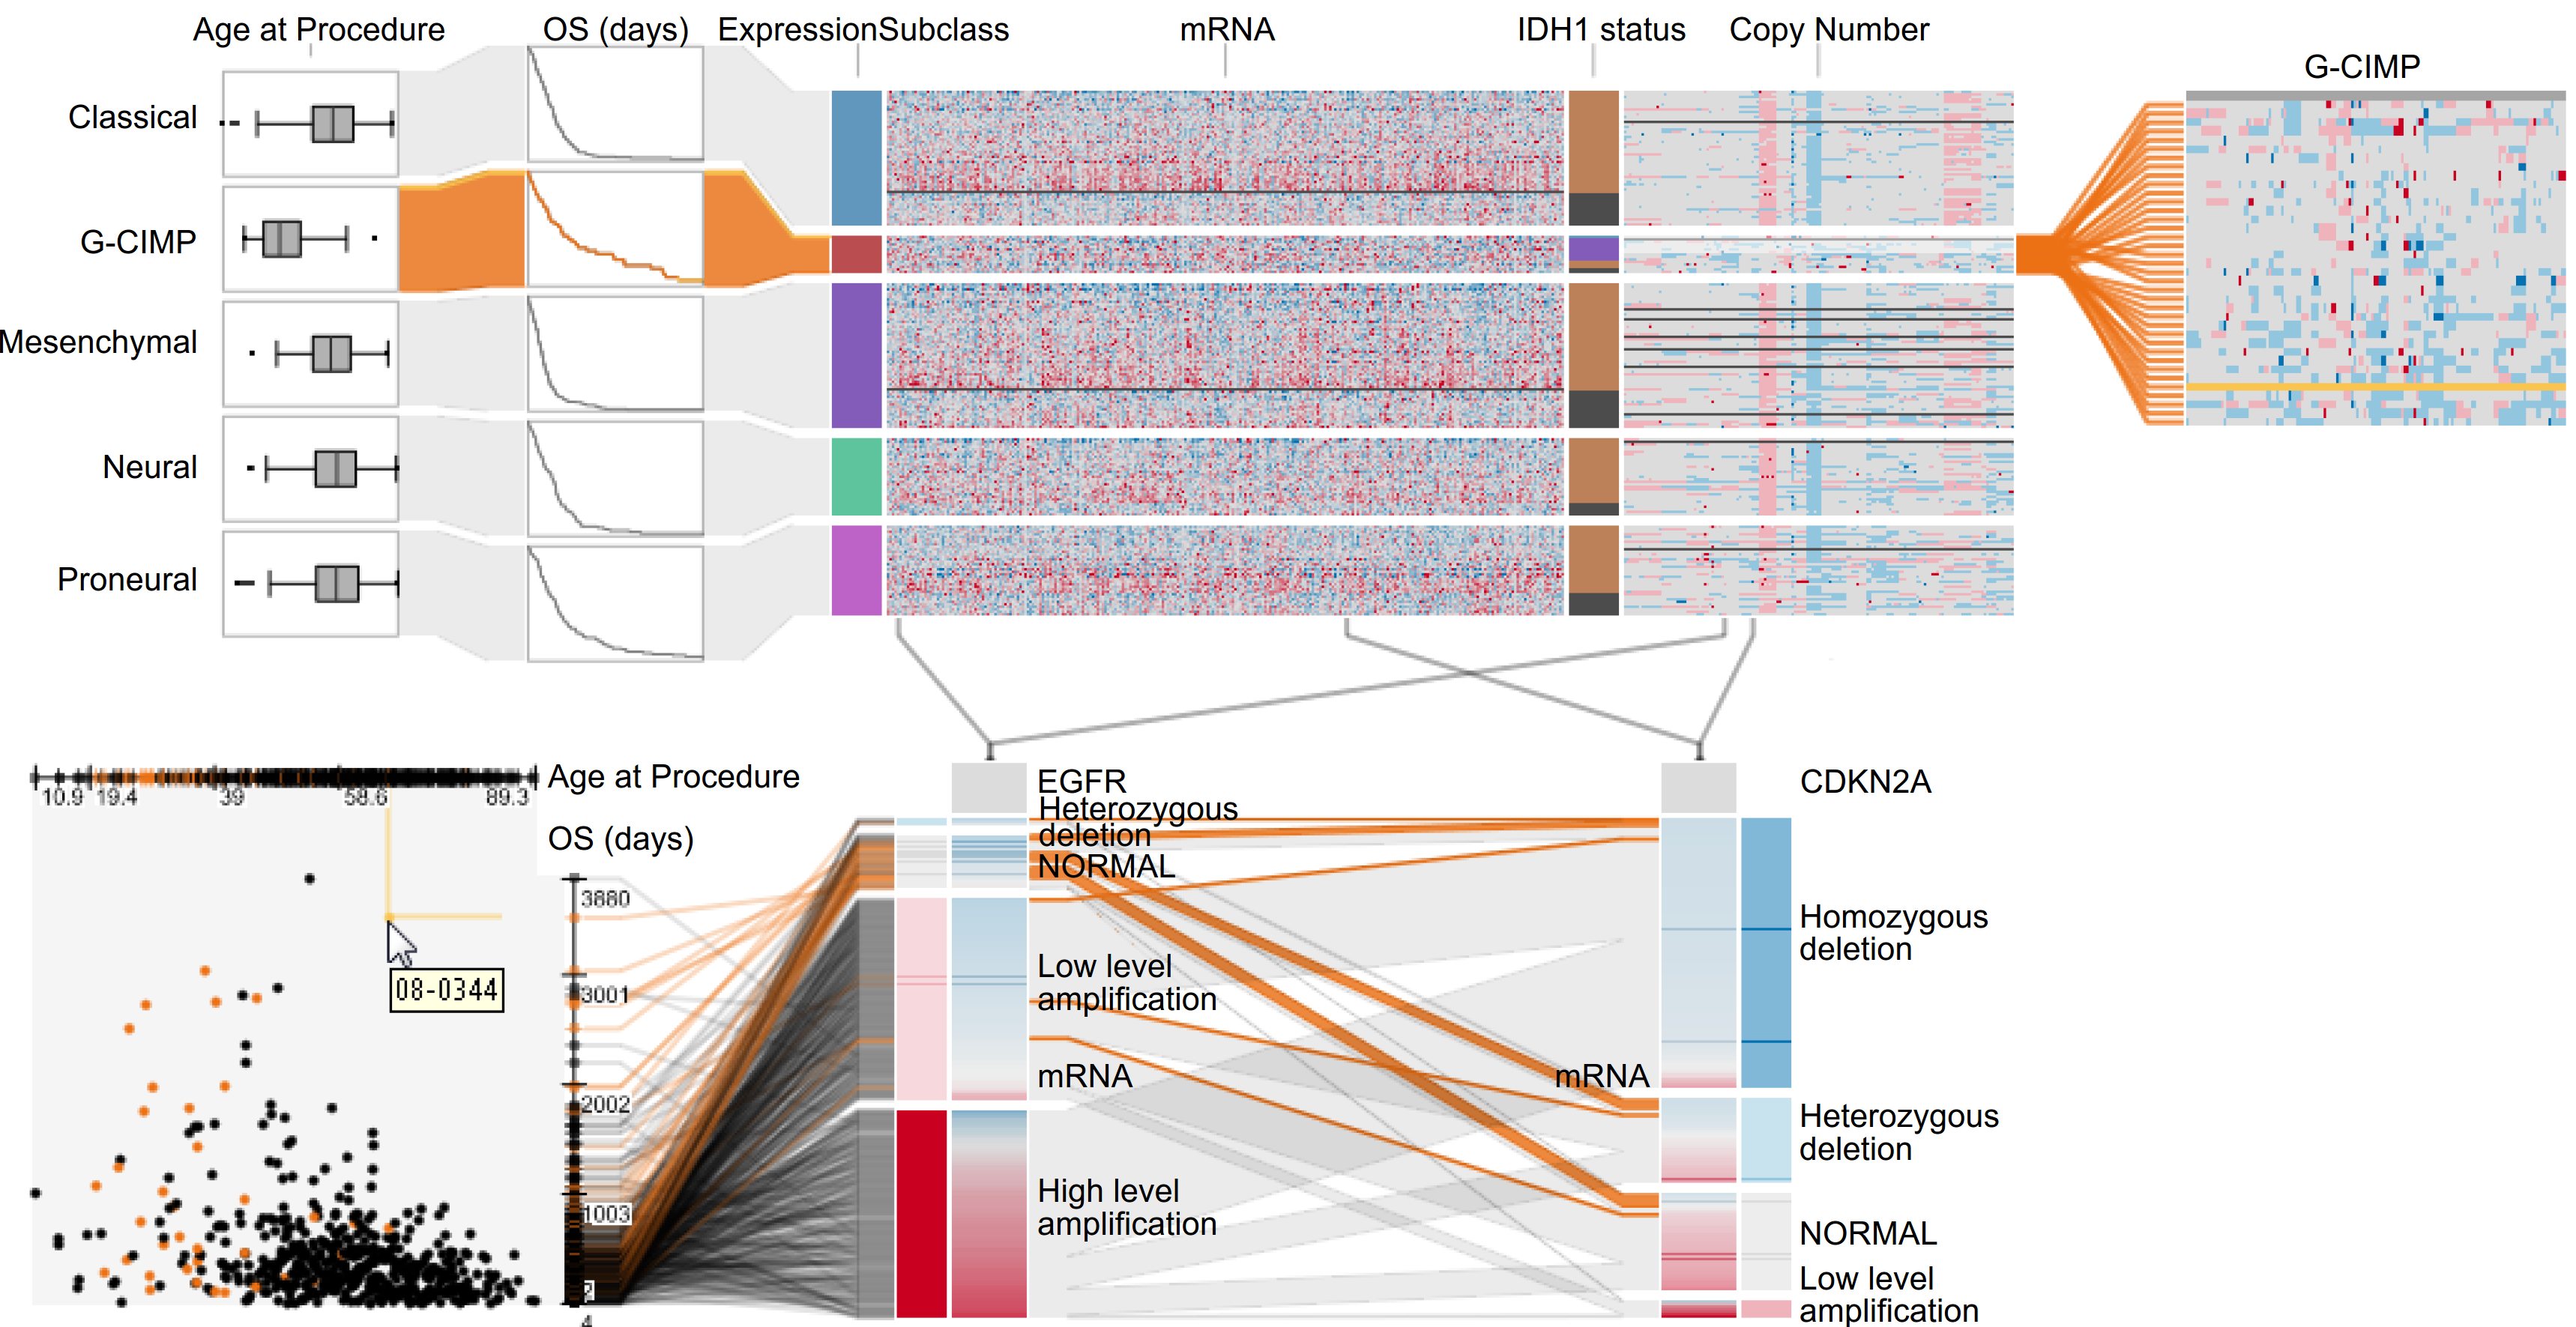 Age at Procedure
OS (days)
ExpressionSubclass
mRNA
IDH1 status
Copy Number
G-CIMP
Classical
G-CIMP
Mesenchymal
Neural
Proneural
Age at Procedure
10.9
19.4
39
58.6
89.3
OS (days)
3880
3001
2002
1003
2
4
08-0344
EGFR
Heterozygous
deletion
NORMAL
Low level
amplification
mRNA
High level
amplification
CDKN2A
mRNA
Homozygous
deletion
Heterozygous
deletion
NORMAL
Low level
amplification